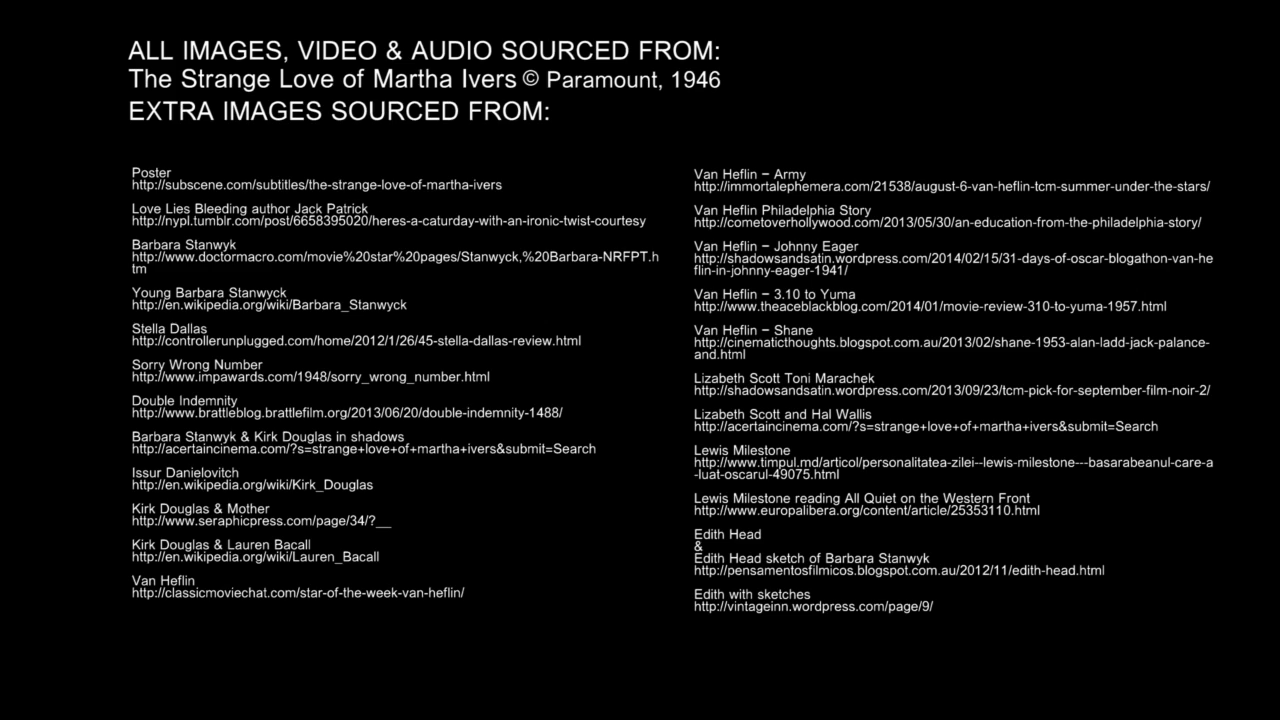 ALL IMAGES, VIDEO & AUDIO SOURCED FROM:
The Strange Love of Martha Ivers © Paramount, 1946
EXTRA IMAGES SOURCED FROM:
Poster
http://subscene.com/subtitles/the-strange-love-of-martha-ivers
Love Lies Bleeding author Jack Patrick
http://nypl.tumblr.com/post/6658395020/heres-a-caturday-with-an-ironic-twist-courtesy
Barbara Stanwyk
http://www.doctormacro.com/movie%20star%20pages/Stanwyck,%20Barbara-NRFPT.h
tm
Young Barbara Stanwyck
http://en.wikipedia.org/wiki/Barbara_Stanwyck
Stella Dallas
http://controllerunplugged.com/home/2012/1/26/45-stella-dallas-review.html
Sorry Wrong Number
http://www.impawards.com/1948/sorry_wrong_number.html
Double Indemnity
http://www.brattleblog.brattlefilm.org/2013/06/20/double-indemnity-1488/
Barbara Stanwyk & Kirk Douglas in shadows
http://acertaincinema.com/?s=strange+love+of+martha+ivers&submit=Search
Issur Danielovitch
http://en.wikipedia.org/wiki/Kirk_Douglas
Kirk Douglas & Mother
http://www.seraphicpress.com/page/34/?__
Kirk Douglas & Lauren Bacall
http://en.wikipedia.org/wiki/Lauren_Bacall
Van Heflin
http://classicmoviechat.com/star-of-the-week-van-heflin/
Van Heflin – Army
http://immortalephemera.com/21538/august-6-van-heflin-tcm-summer-under-the-stars/
Van Heflin Philadelphia Story
http://cometoverhollywood.com/2013/05/30/an-education-from-the-philadelphia-story/
Van Heflin – Johnny Eager
http://shadowsandsatin.wordpress.com/2014/02/15/31-days-of-oscar-blogathon-van-he
flin-in-johnny-eager-1941/
Van Heflin – 3.10 to Yuma
http://www.theaceblackblog.com/2014/01/movie-review-310-to-yuma-1957.html
Van Heflin – Shane
http://cinematicthoughts.blogspot.com.au/2013/02/shane-1953-alan-ladd-jack-palance-
and.html
Lizabeth Scott Toni Marachek
http://shadowsandsatin.wordpress.com/2013/09/23/tcm-pick-for-september-film-noir-2/
Lizabeth Scott and Hal Wallis
http://acertaincinema.com/?s=strange+love+of+martha+ivers&submit=Search
Lewis Milestone
http://www.timpul.md/articol/personalitatea-zilei--lewis-milestone---basarabeanul-care-a
-luat-oscarul-49075.html
Lewis Milestone reading All Quiet on the Western Front
http://www.europalibera.org/content/article/25353110.html
Edith Head
&
Edith Head sketch of Barbara Stanwyk
http://pensamentosfilmicos.blogspot.com.au/2012/11/edith-head.html
Edith with sketches
http://vintageinn.wordpress.com/page/9/